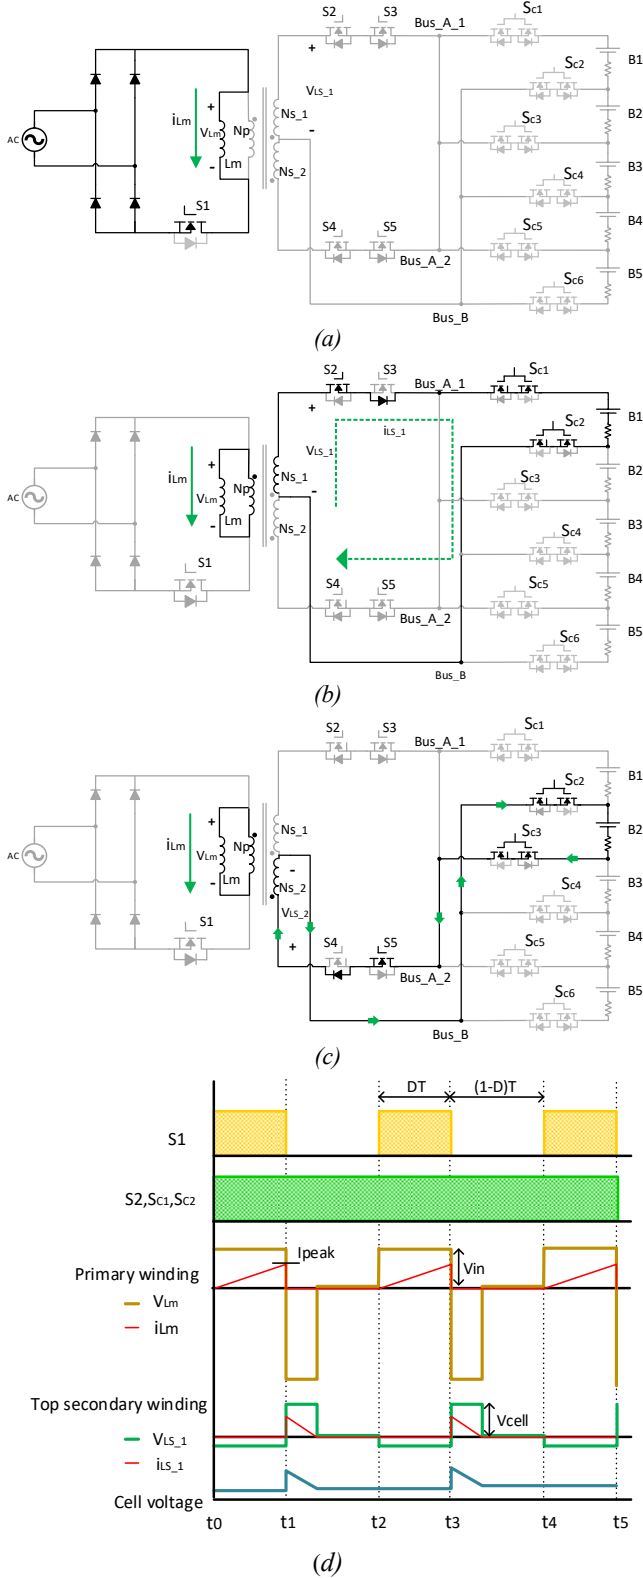 S2 S3 Bus_A_1 Sc1
+ B1
Sc2
VLS_1
iLm + B2
AC VLm Np Ns_1 Sc3
- Lm - B3
Ns_2 Sc4
S1 B4
S4 S5 Sc5
Bus_A_2 B5
Sc6
Bus_B
(a)
S2 S3 Bus_A_1 Sc1
+ B1
iLS_1 Sc2
VLS_1
iLm + B2
AC VLm Np Ns_1 Sc3
- Lm - B3
Ns_2 Sc4
S1 B4
S4 S5 Sc5
Bus_A_2 B5
Sc6
Bus_B
(b)
S2 S3 Bus_A_1 Sc1
B1
Sc2
iLm + B2
AC VLm Np Ns_1 Sc3
- Lm - B3
Ns_2 Sc4
VLS_2
S1 B4
+ S4 S5 Sc5
Bus_A_2 B5
Sc6
Bus_B
(c)
DT (1-D)T
S1
S2,SC1,SC2
Ipeak
Primary winding Vin
VLm
iLm
Top secondary winding
Vcell
VLS_1
iLS_1
Cell voltage
t0 t1 t2 t3 t4 t5
(d)